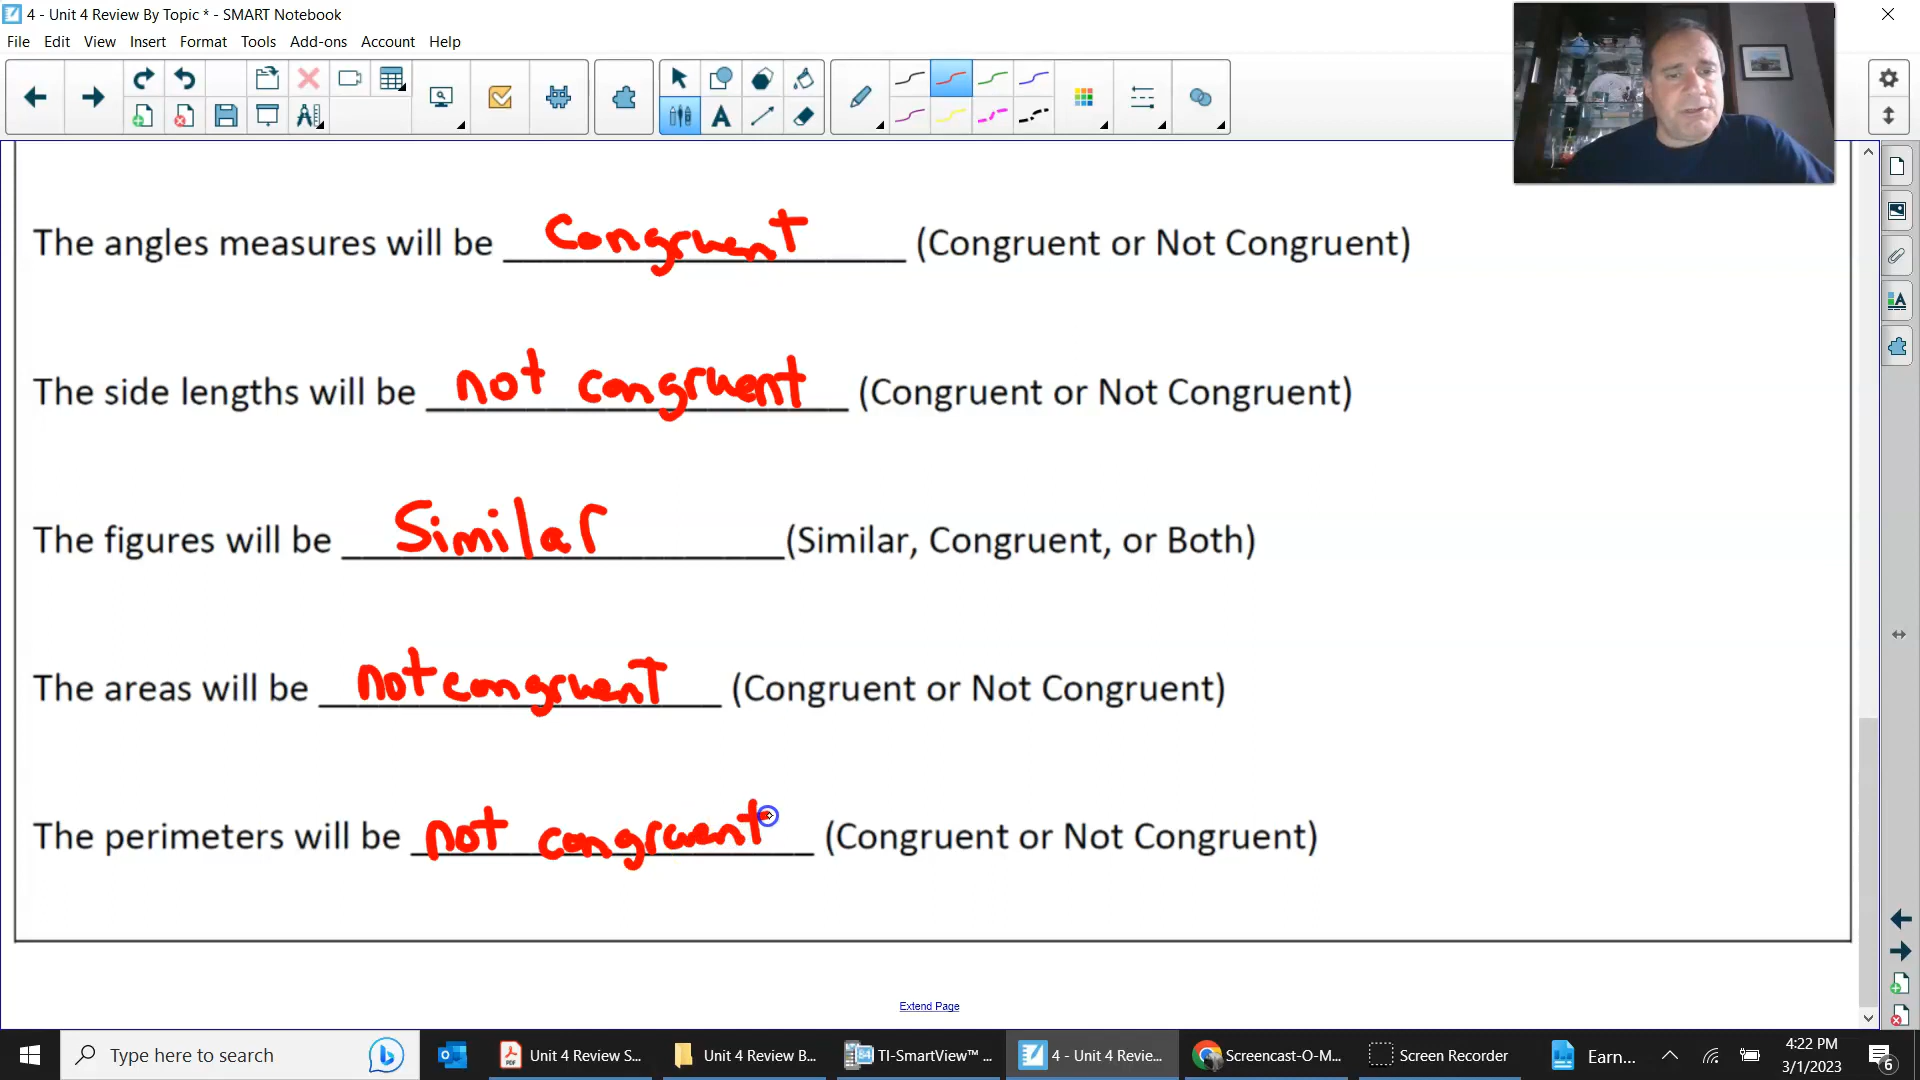 4 - Unit 4 Review By Topic * - SMART Notebook
File Edit View Insert Format Tools Add-ons Account Help
The angles measures will be congruent (Congruent or Not Congruent)
The side lengths will be not congruent (Congruent or Not Congruent)
The figures will be Similar (Similar, Congruent, or Both)
The areas will be not congruent (Congruent or Not Congruent)
The perimeters will be not congruent (Congruent or Not Congruent)
Extend Page
Type here to search
Unit 4 Review S...
Unit 4 Review B...
TI-SmartView™ ...
4 - Unit 4 Revie...
Screencast-O-M...
Screen Recorder
Earn...
4:22 PM
3/1/2023
6